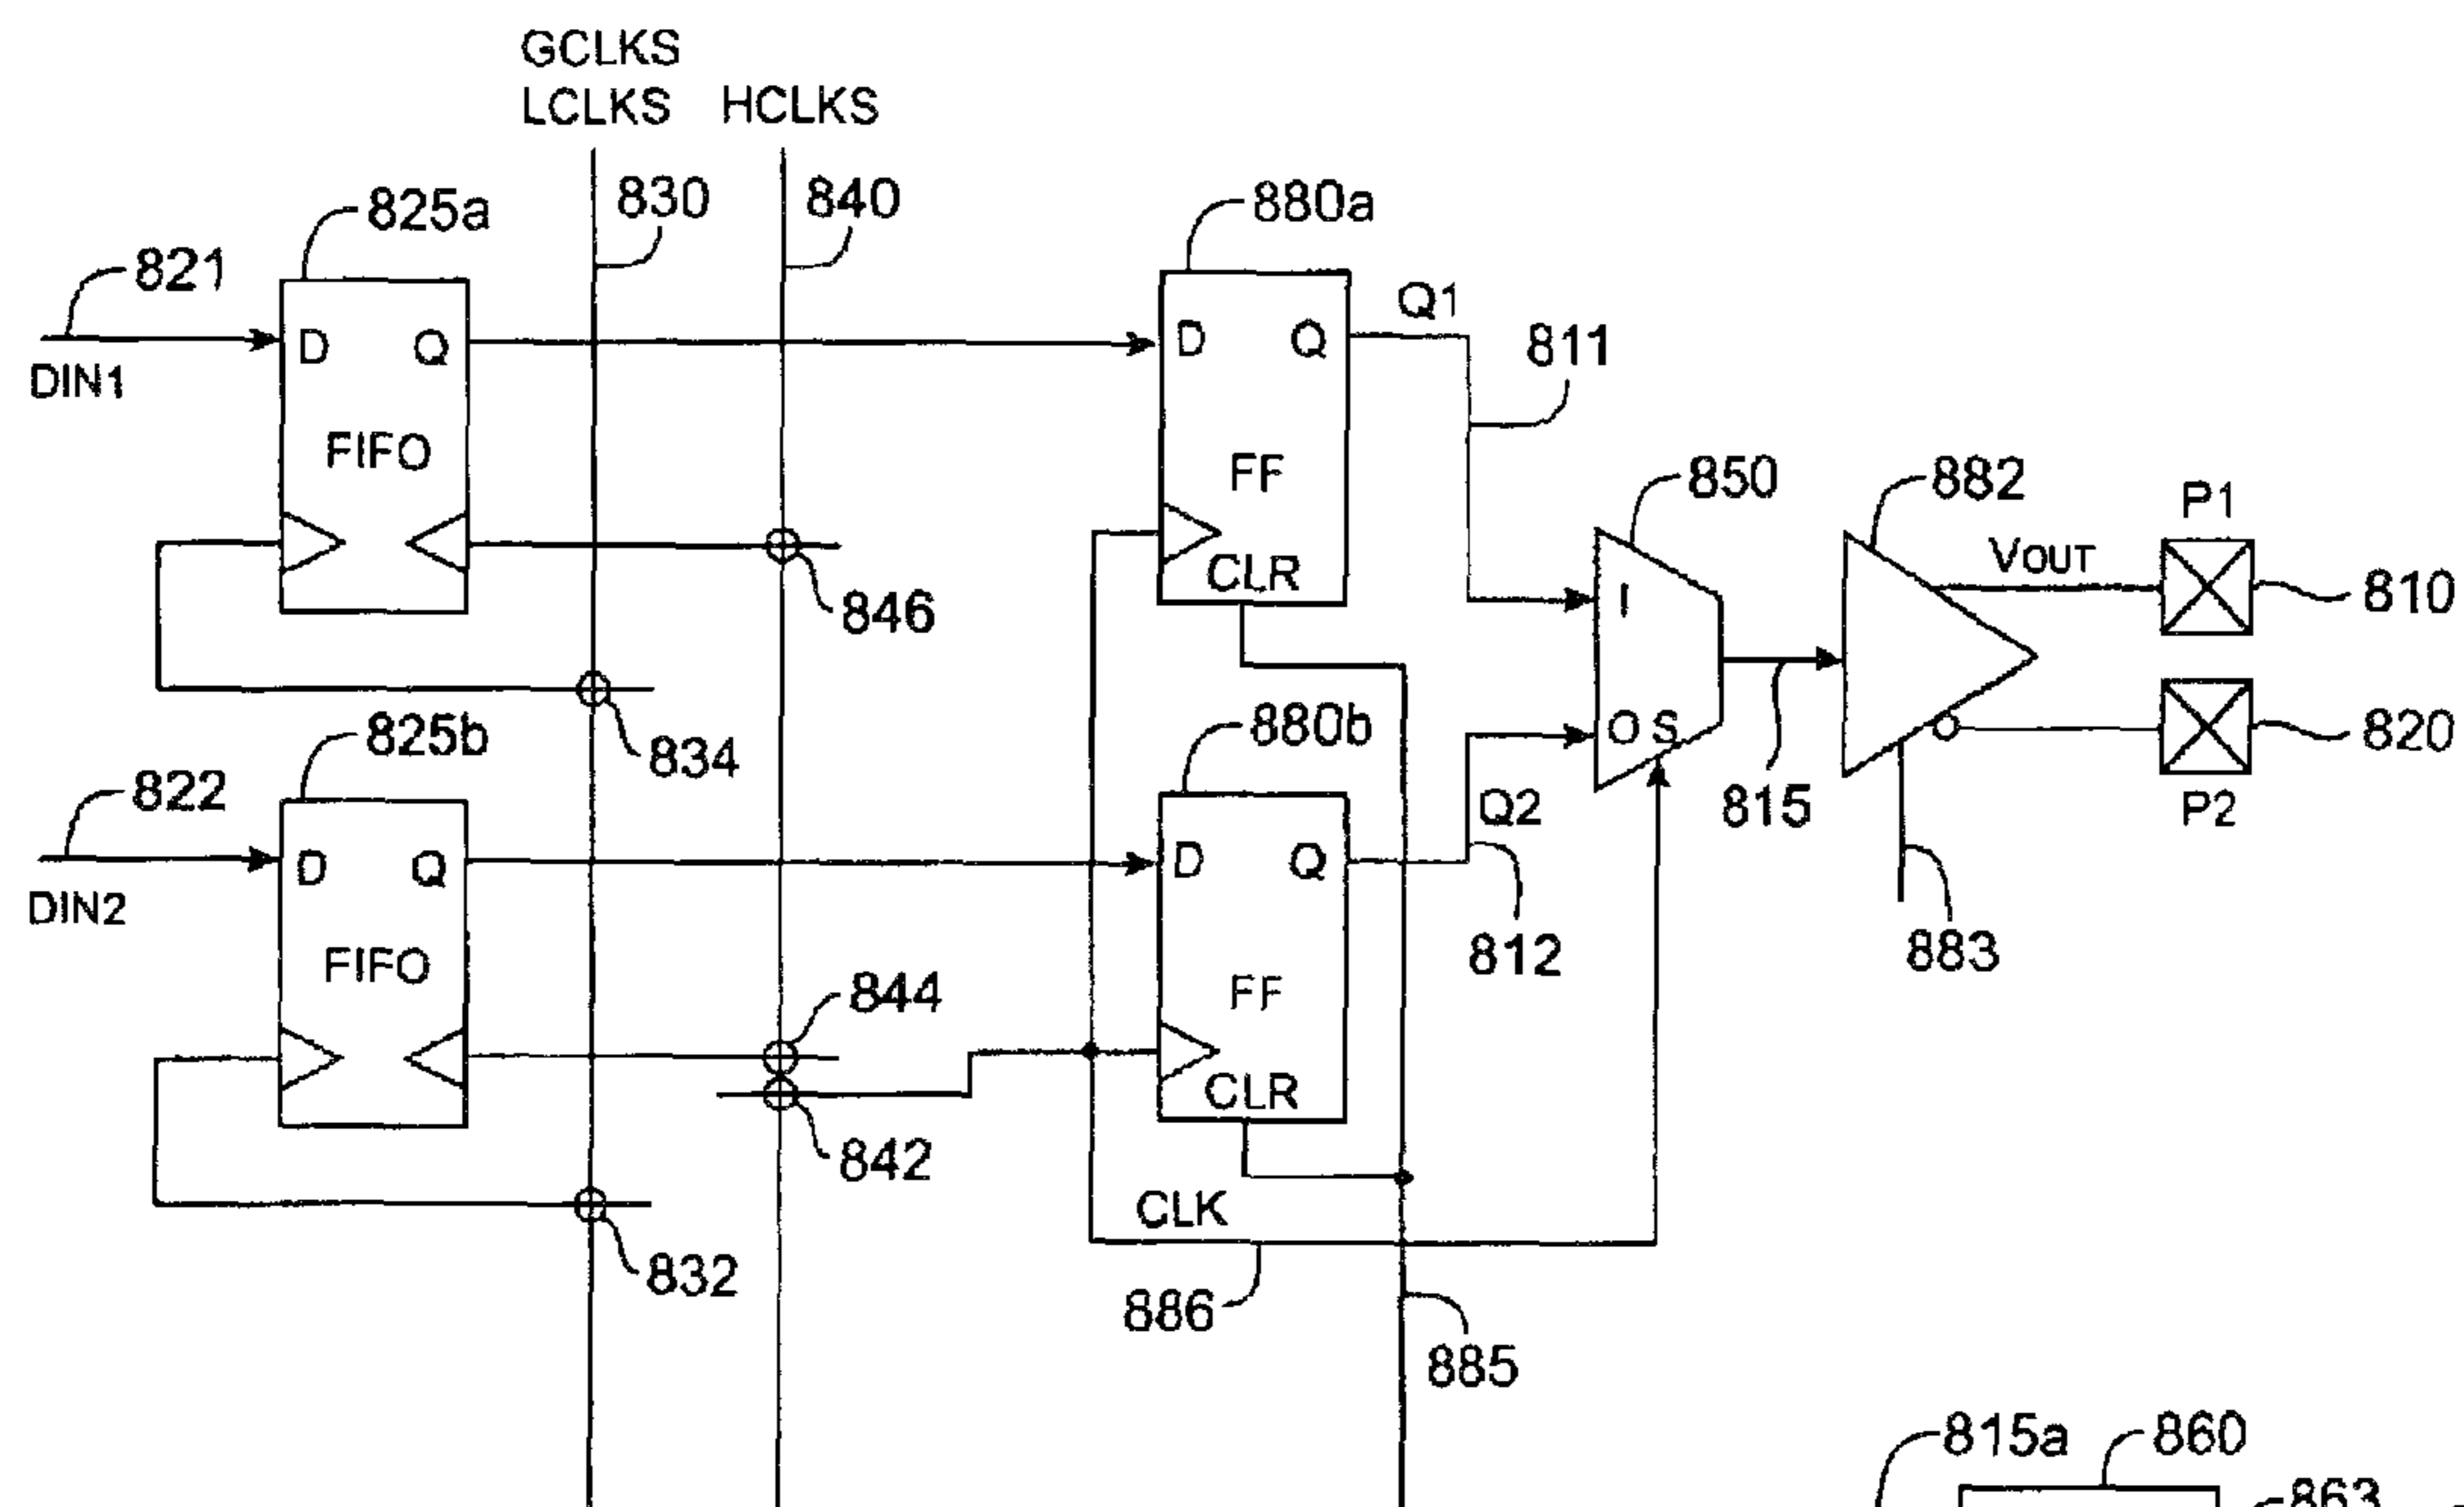 GCLKS
LCLKS
HCLKS
830
840
825a
880a
821
DIN1
D
Q
FIFO
D
Q
FF
CLR
Q1
811
850
882
P1
VOUT
810
I
846
O S
834
825b
880b
820
822
815
P2
DIN2
D
Q
FIFO
D
Q
FF
CLR
Q2
812
883
844
842
CLK
832
886
885
815a
860
863